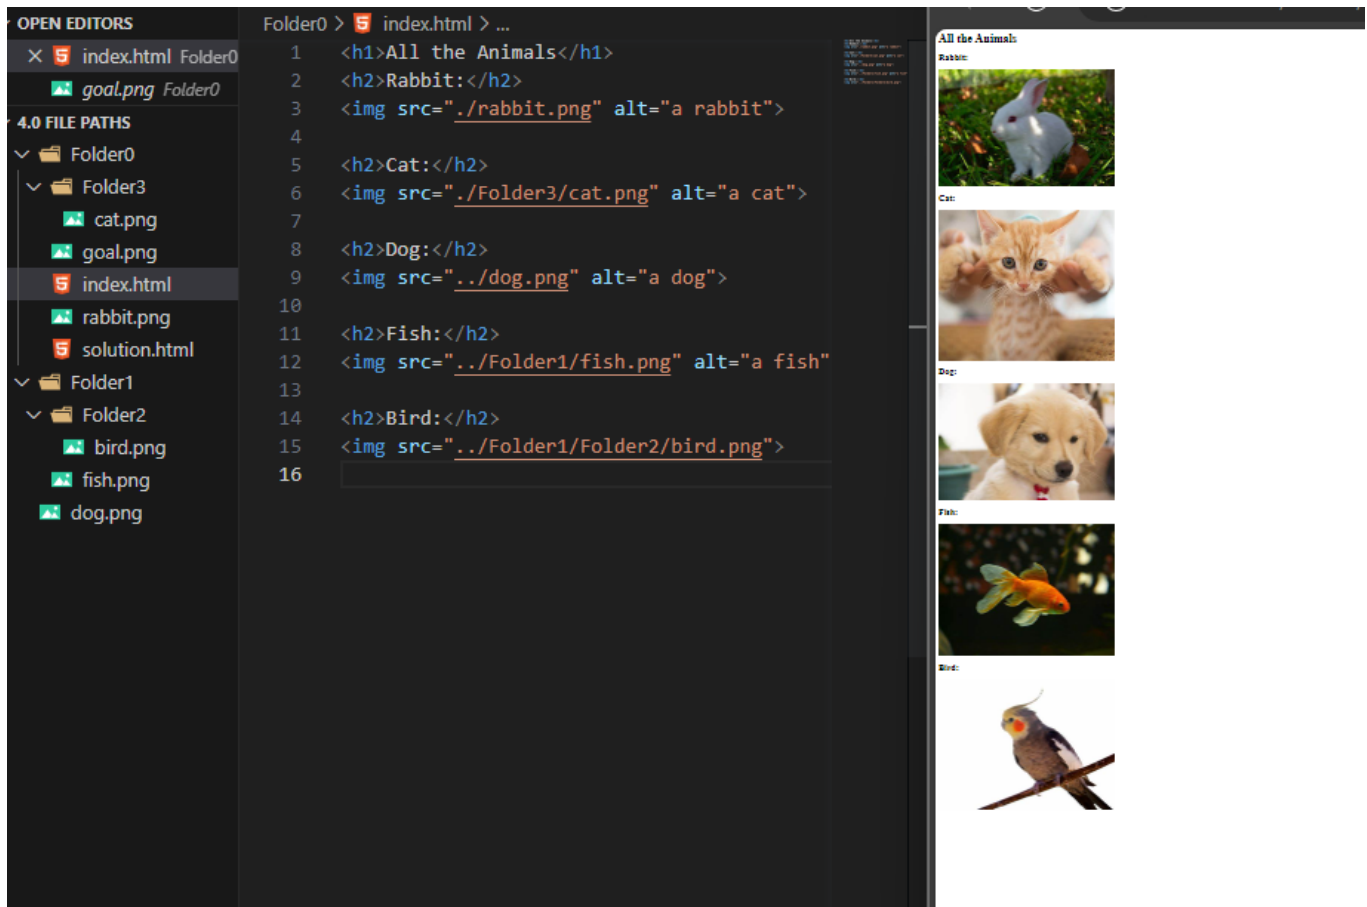 OPEN EDITORS
index.html Folder0
goal.png Folder0
4.0 FILE PATHS
Folder0
Folder3
cat.png
goal.png
index.html
rabbit.png
solution.html
Folder1
Folder2
bird.png
fish.png
dog.png
Folder0 > index.html > ...
1 <h1>All the Animals</h1>
2 <h2>Rabbit:</h2>
3 <img src="./rabbit.png" alt="a rabbit">
4
5 <h2>Cat:</h2>
6 <img src="./Folder3/cat.png" alt="a cat">
7
8 <h2>Dog:</h2>
9 <img src="../dog.png" alt="a dog">
10
11 <h2>Fish:</h2>
12 <img src="../Folder1/fish.png" alt="a fish"
13
14 <h2>Bird:</h2>
15 <img src="../Folder1/Folder2/bird.png">
16
All the Animals
Rabbit:
Cat:
Dog:
Fish:
Bird: